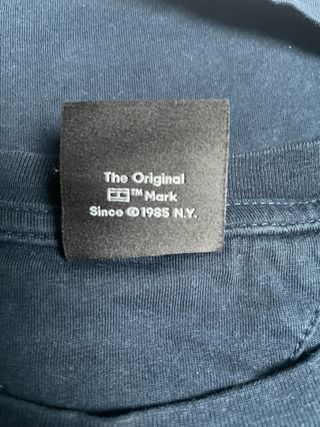 The Original
™ Mark
Since ©1985 N.Y.